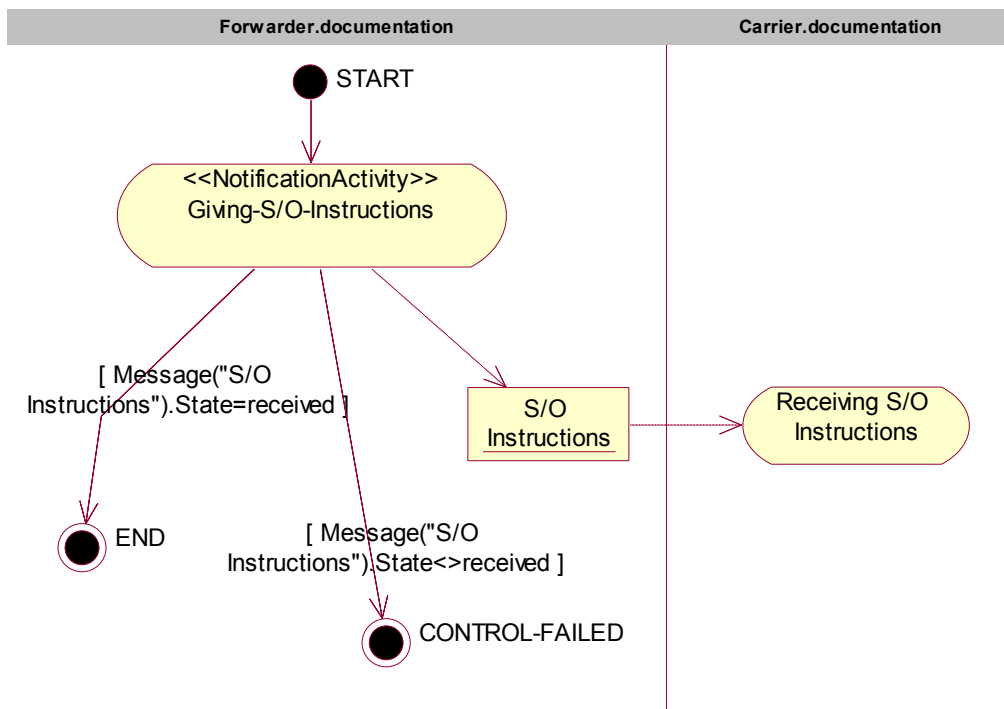 Forwarder.documentation
Carrier.documentation
START
<<NotificationActivity>>
Giving-S/O-Instructions
[ Message("S/O
Instructions").State=received ]
S/O
Instructions
Receiving S/O
Instructions
END
[ Message("S/O
Instructions").State<>received ]
CONTROL-FAILED